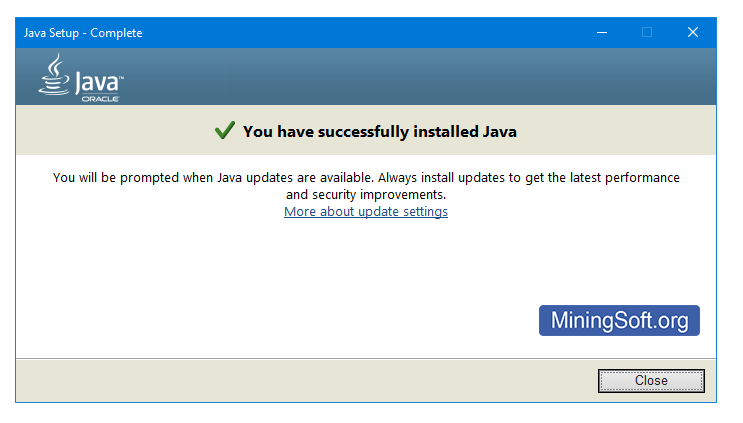 Java Setup - Complete
Java™
ORACLE
You have successfully installed Java
You will be prompted when Java updates are available. Always install updates to get the latest performance
and security improvements.
More about update settings
MiningSoft.org
Close